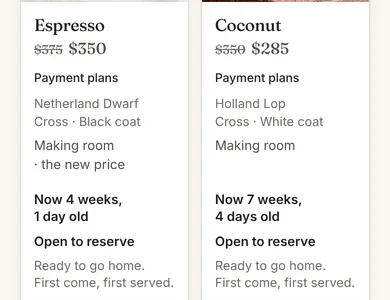 Espresso
$375 $350
Payment plans
Netherland Dwarf
Cross · Black coat
Making room
· the new price
Now 4 weeks,
1 day old
Open to reserve
Ready to go home.
First come, first served.
Coconut
$350 $285
Payment plans
Holland Lop
Cross · White coat
Making room
Now 7 weeks,
4 days old
Open to reserve
Ready to go home.
First come, first served.